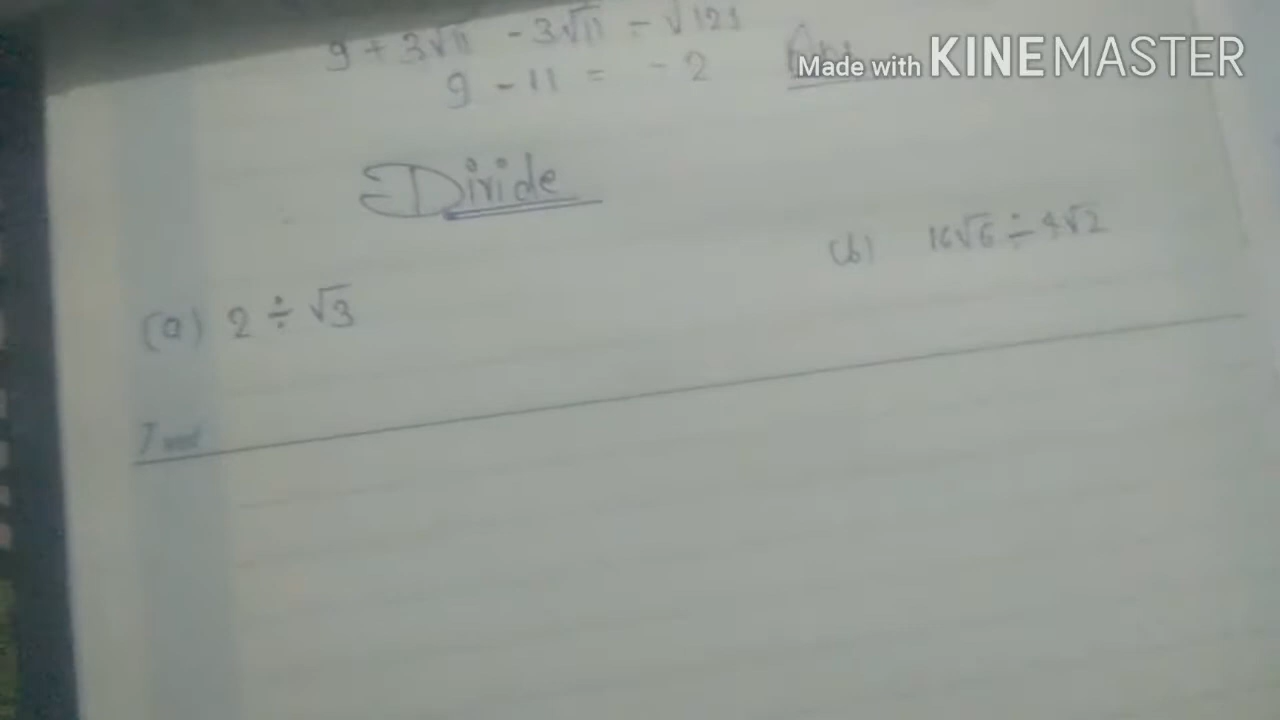 9 + 3√11 - 3√11 - √121
Made with KINEMASTER
9 - 11 = - 2
Divide
(a) 2 ÷ √3
(b) 16√6 ÷ 4√2